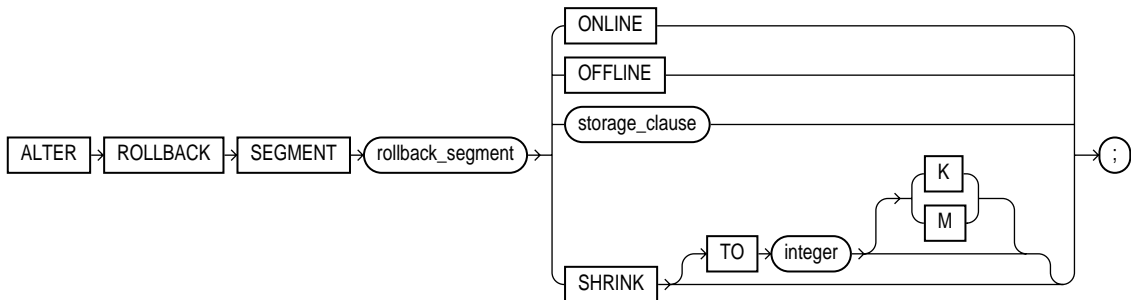 ONLINE
OFFLINE
storage_clause
ALTER ROLLBACK SEGMENT rollback_segment ;
K
M
TO integer
SHRINK